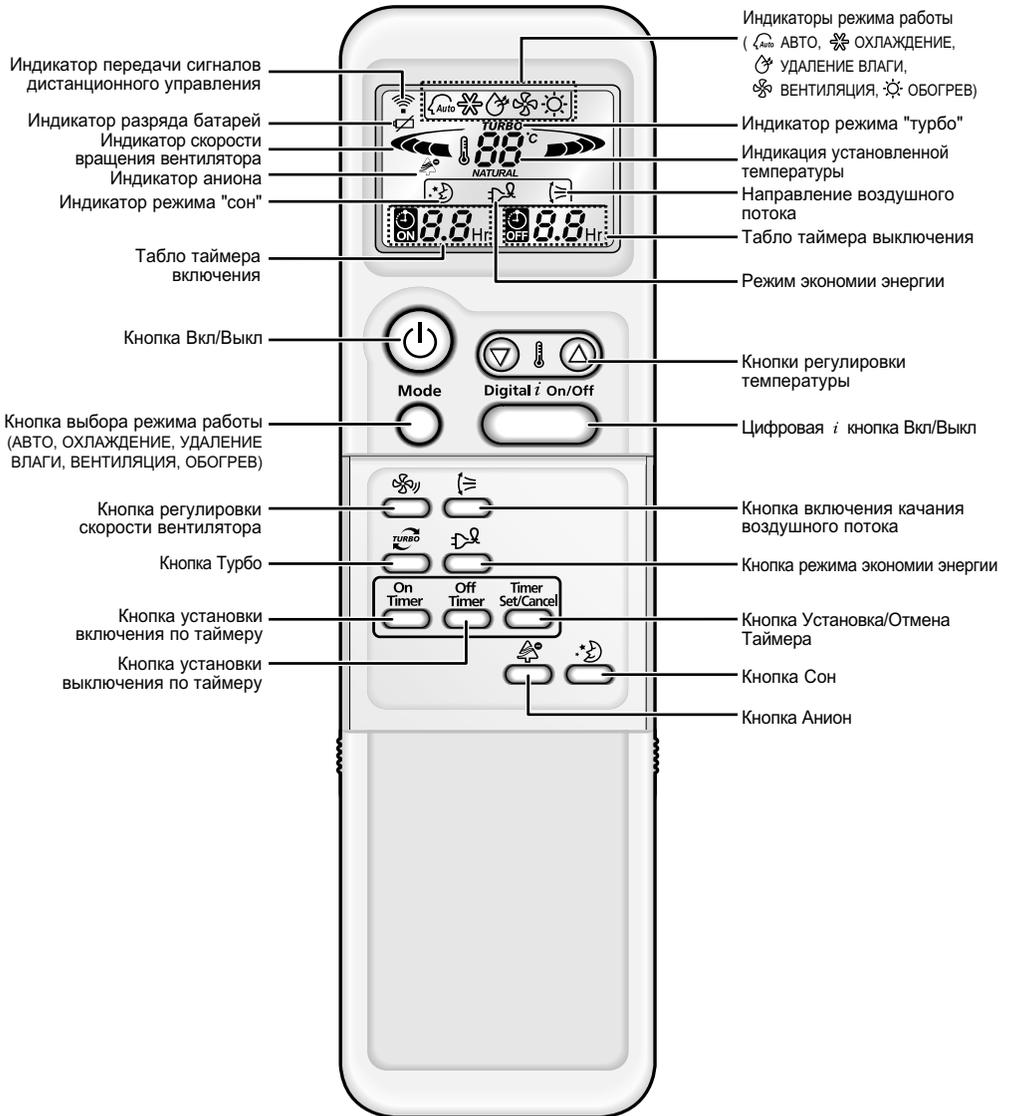 Индикатор передачи сигналов
дистанционного управления
Индикатор разряда батарей
Индикатор скорости
вращения вентилятора
Индикатор аниона
Индикатор режима "сон"
Табло таймера
включения
Кнопка Вкл/Выкл
Кнопка выбора режима работы
(АВТО, ОХЛАЖДЕНИЕ, УДАЛЕНИЕ
ВЛАГИ, ВЕНТИЛЯЦИЯ, ОБОГРЕВ)
Кнопка регулировки
скорости вентилятора
Кнопка Турбо
Кнопка установки
включения по таймеру
Кнопка установки
выключения по таймеру
Auto
TURBO
88°C
NATURAL
ON 8.8 Hr
OFF 8.8 Hr
Mode
Digital i On/Off
TURBO
On
Timer
Off
Timer
Timer
Set/Cancel
Индикаторы режима работы
( Auto АВТО, ОХЛАЖДЕНИЕ,
УДАЛЕНИЕ ВЛАГИ,
ВЕНТИЛЯЦИЯ, ОБОГРЕВ)
Индикатор режима "турбо"
Индикация установленной
температуры
Направление воздушного
потока
Табло таймера выключения
Режим экономии энергии
Кнопки регулировки
температуры
Цифровая i кнопка Вкл/Выкл
Кнопка включения качания
воздушного потока
Кнопка режима экономии энергии
Кнопка Установка/Отмена
Таймера
Кнопка Сон
Кнопка Анион